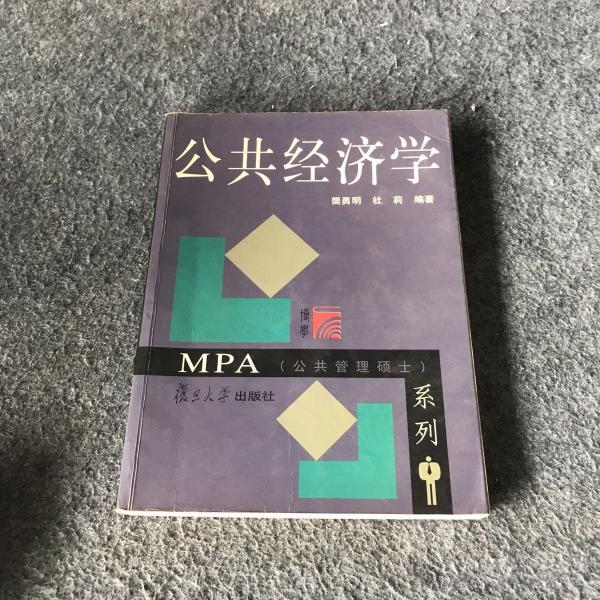 公共经济学
樊勇明 杜莉 编著
博學
MPA（公共管理硕士）
系列
復旦大学出版社